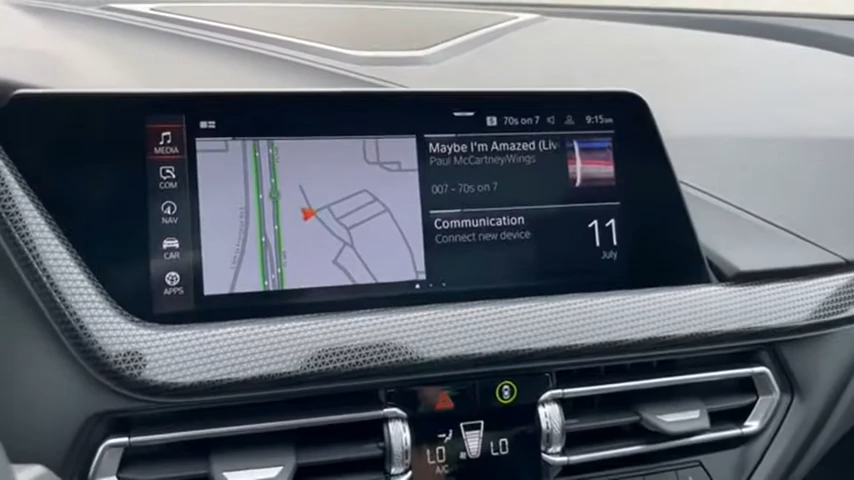 70s on 7
9:15 AM
MEDIA
COM
NAV
CAR
APPS
Maybe I'm Amazed (Liv
Paul McCartney/Wings
007 - 70s on 7
Communication
Connect new device
11
July
LO
LO
A/C